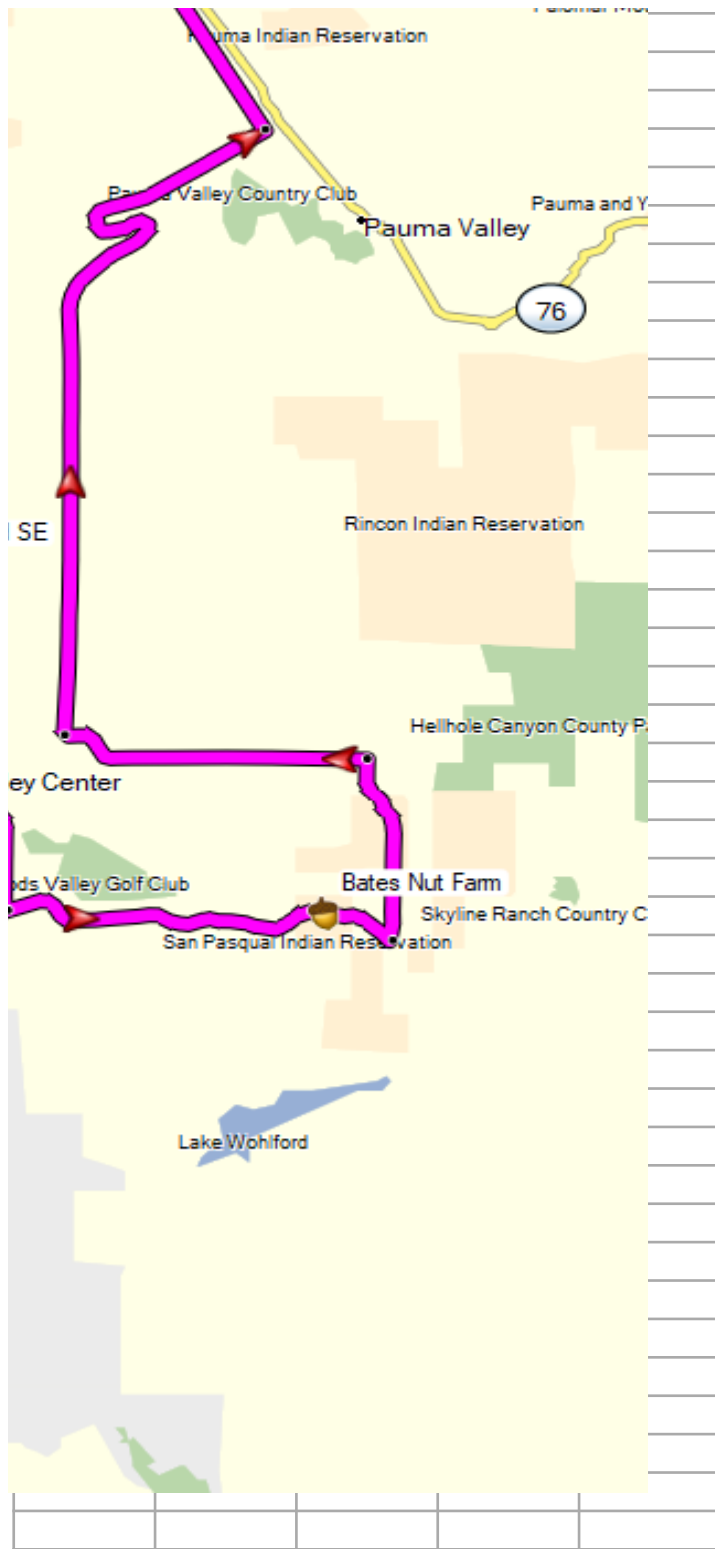 Pauma Indian Reservation
Pauma Valley Country Club
Pauma and Y
Pauma Valley
76
Rincon Indian Reservation
SE
Hellhole Canyon County P
ey Center
Bates Nut Farm
ods Valley Golf Club
Skyline Ranch Country C
San Pasqual Indian Reservation
Lake Wohlford